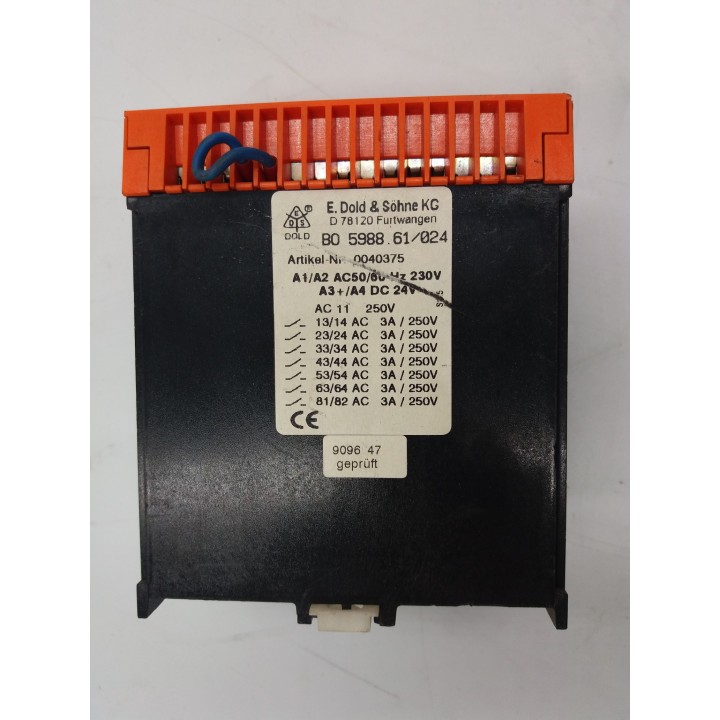 E. Dold & Söhne KG
D 78120 Furtwangen
DOLD
BO 5988.61/024
Artikel-Nr. 0040375
A1/A2 AC50/60 Hz 230V
A3+/A4 DC 24V
AC 11 250V
13/14 AC 3A / 250V
23/24 AC 3A / 250V
33/34 AC 3A / 250V
43/44 AC 3A / 250V
53/54 AC 3A / 250V
63/64 AC 3A / 250V
81/82 AC 3A / 250V
CE
9096 47
geprüft